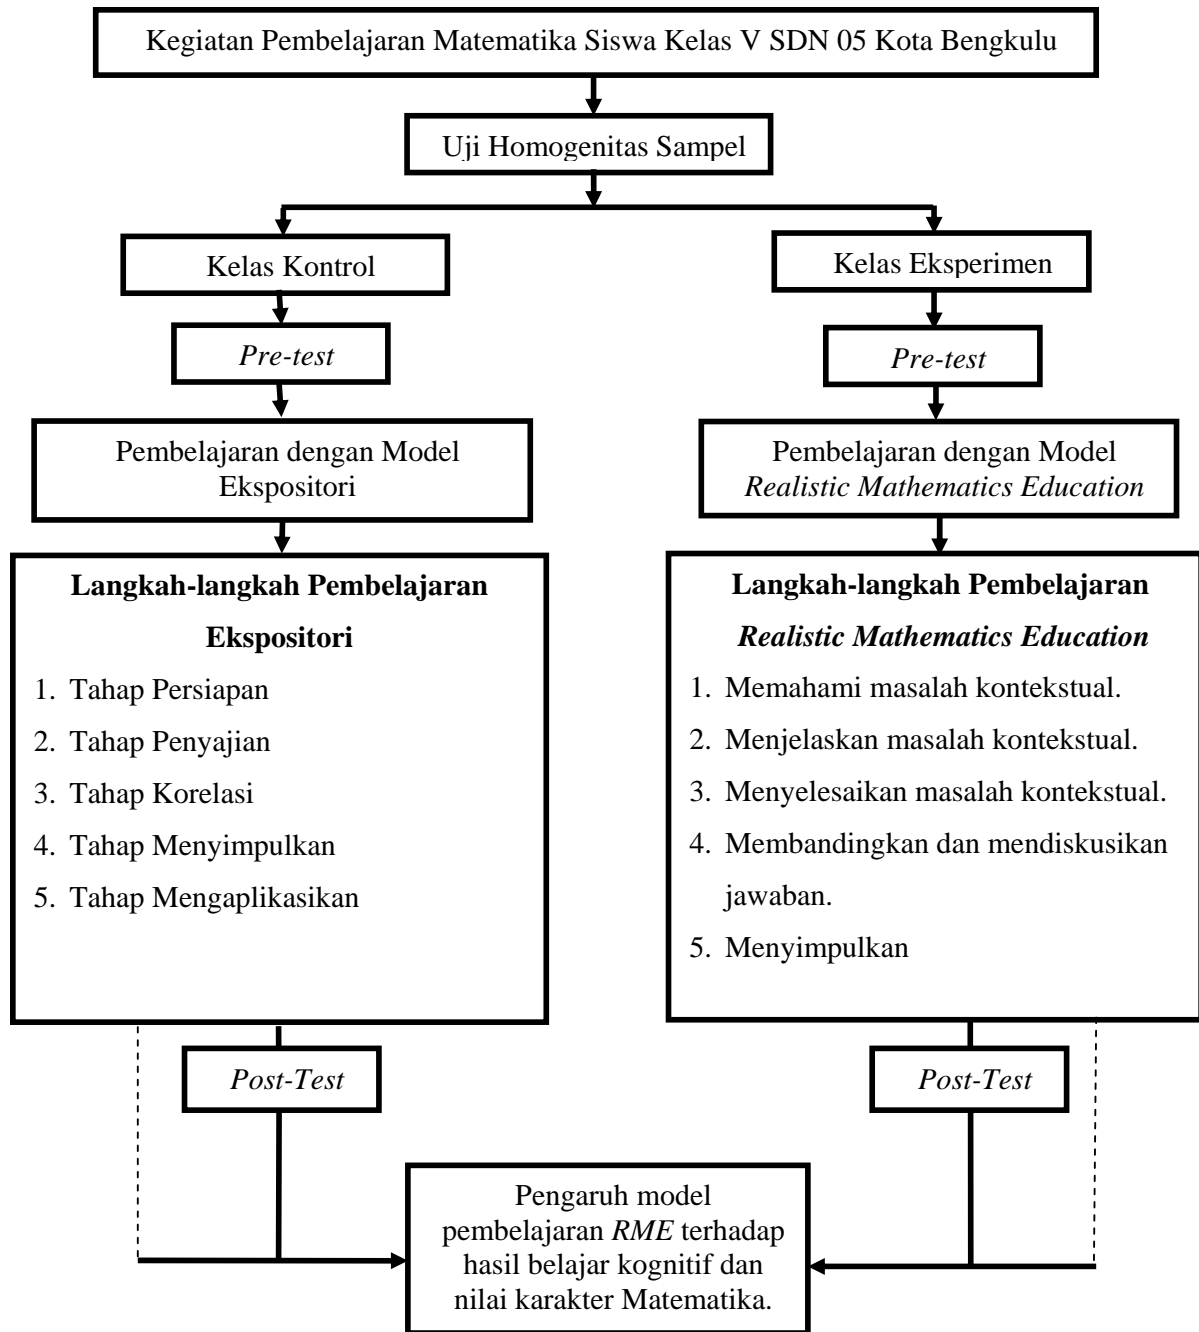 Kegiatan Pembelajaran Matematika Siswa Kelas V SDN 05 Kota Bengkulu
Uji Homogenitas Sampel
Kelas Kontrol
Kelas Eksperimen
Pre-test
Pre-test
Pembelajaran dengan Model
Ekspositori
Pembelajaran dengan Model
Realistic Mathematics Education
Langkah-langkah Pembelajaran
Ekspositori
1. Tahap Persiapan
2. Tahap Penyajian
3. Tahap Korelasi
4. Tahap Menyimpulkan
5. Tahap Mengaplikasikan
Langkah-langkah Pembelajaran
Realistic Mathematics Education
1. Memahami masalah kontekstual.
2. Menjelaskan masalah kontekstual.
3. Menyelesaikan masalah kontekstual.
4. Membandingkan dan mendiskusikan
jawaban.
5. Menyimpulkan
Post-Test
Post-Test
Pengaruh model
pembelajaran RME terhadap
hasil belajar kognitif dan
nilai karakter Matematika.